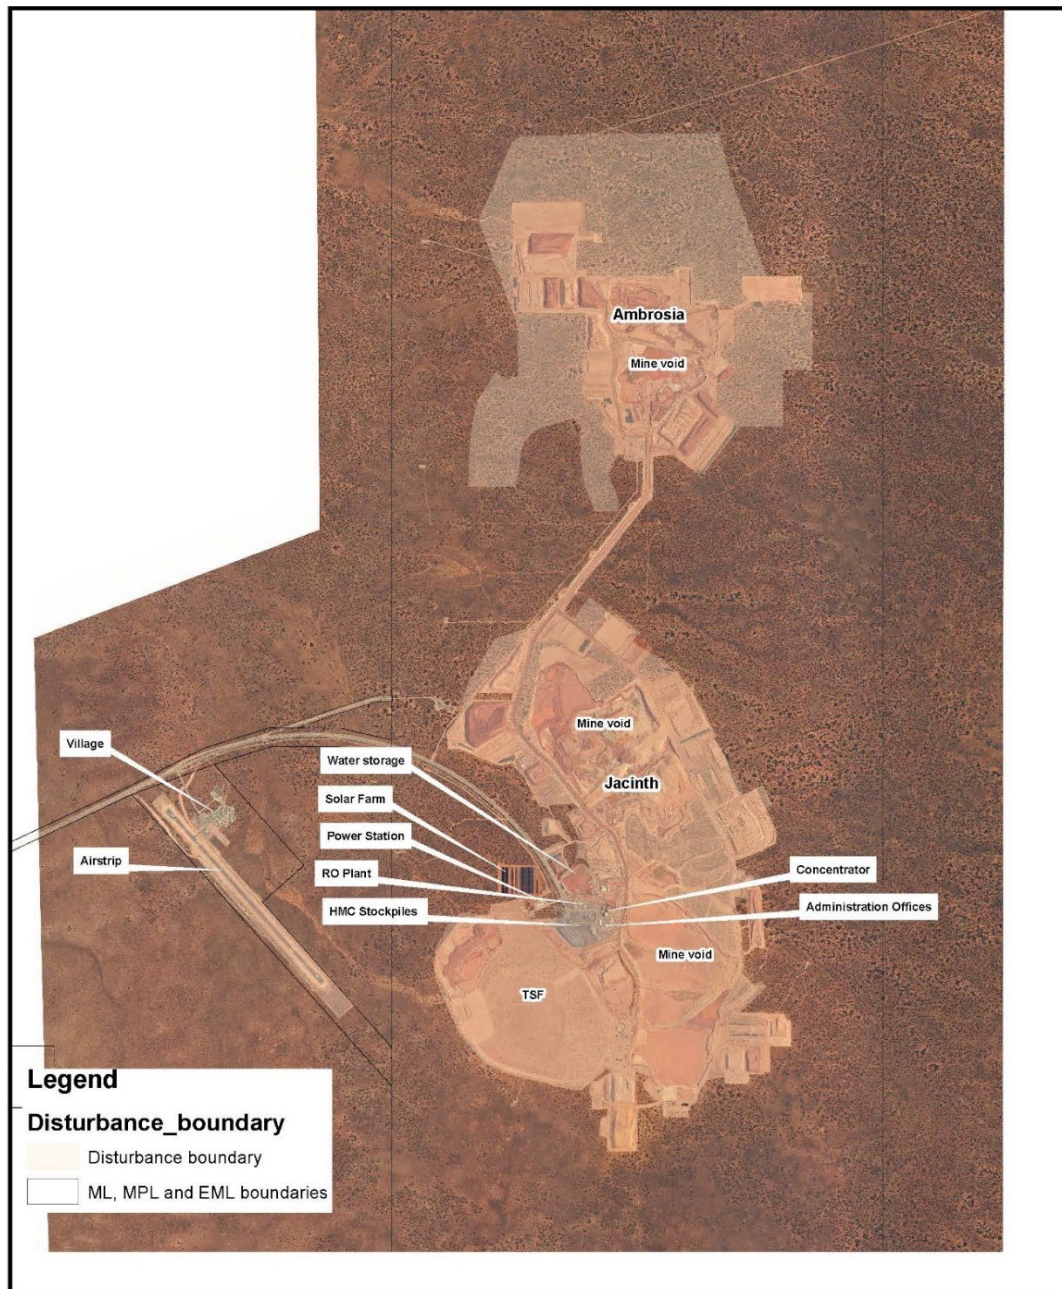 Ambrosia
Mine void
Mine void
Jacinth
Village
Water storage
Solar Farm
Power Station
Airstrip
RO Plant
Concentrator
HMC Stockpiles
Administration Offices
Mine void
TSF
Legend
Disturbance_boundary
Disturbance boundary
ML, MPL and EML boundaries